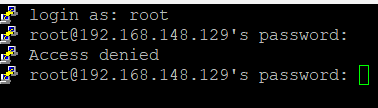 login as: root
root@192.168.148.129's password:
Access denied
root@192.168.148.129's password: